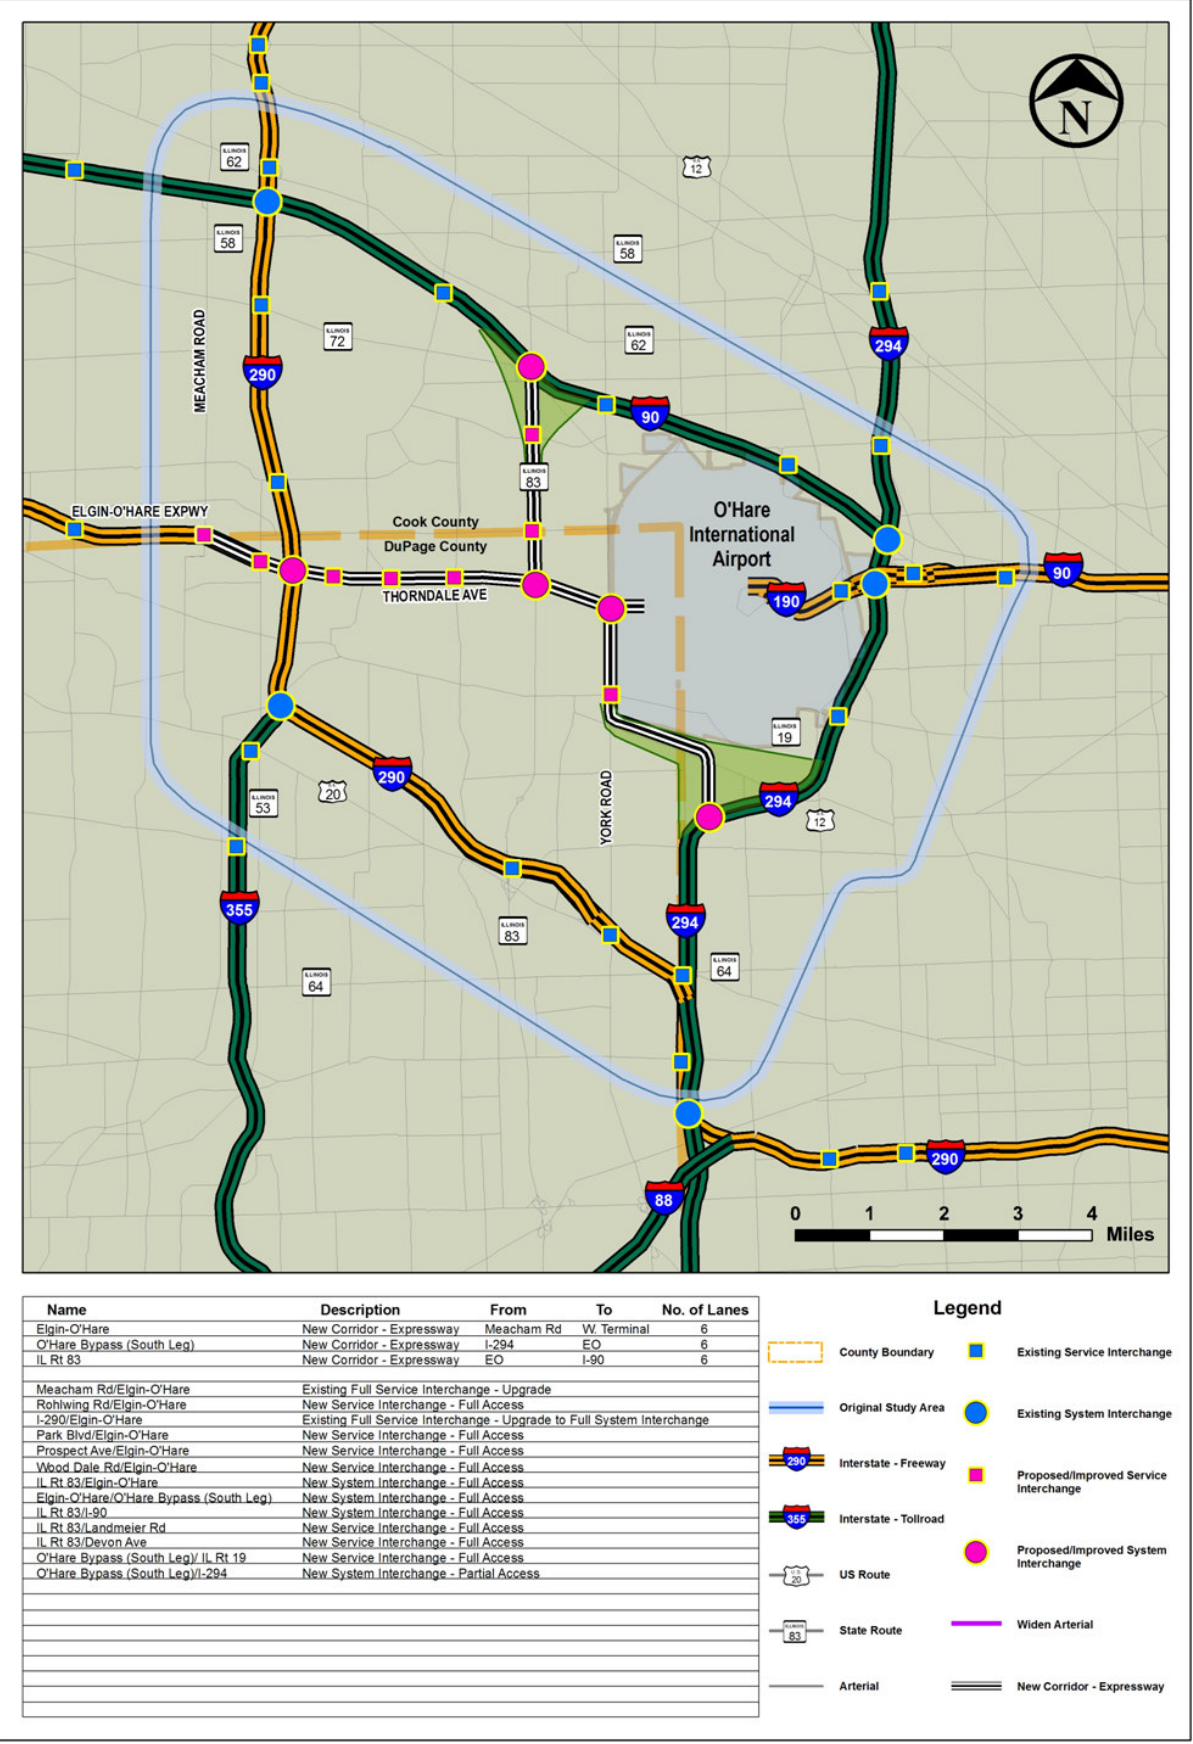 N
ILLINOIS
62
U S
12
ILLINOIS
58
ILLINOIS
58
MEACHAM ROAD
ILLINOIS
72
ILLINOIS
62
294
290
90
ILLINOIS
83
ELGIN-O'HARE EXPWY
Cook County
DuPage County
O'Hare
International
Airport
THORNDALE AVE
190
90
ILLINOIS
19
290
20
ILLINOIS
53
YORK ROAD
294
12
355
294
ILLINOIS
83
ILLINOIS
64
ILLINOIS
64
290
88
0 1 2 3 4
Miles
Name Description From To No. of Lanes
Elgin-O'Hare New Corridor - Expressway Meacham Rd W. Terminal 6
O'Hare Bypass (South Leg) New Corridor - Expressway I-294 EO 6
IL Rt 83 New Corridor - Expressway EO I-90 6
Meacham Rd/Elgin-O'Hare Existing Full Service Interchange - Upgrade
Rohlwing Rd/Elgin-O'Hare New Service Interchange - Full Access
I-290/Elgin-O'Hare Existing Full Service Interchange - Upgrade to Full System Interchange
Park Blvd/Elgin-O'Hare New Service Interchange - Full Access
Prospect Ave/Elgin-O'Hare New Service Interchange - Full Access
Wood Dale Rd/Elgin-O'Hare New Service Interchange - Full Access
IL Rt 83/Elgin-O'Hare New System Interchange - Full Access
Elgin-O'Hare/O'Hare Bypass (South Leg) New System Interchange - Full Access
IL Rt 83/I-90 New System Interchange - Full Access
IL Rt 83/Landmeier Rd New Service Interchange - Full Access
IL Rt 83/Devon Ave New Service Interchange - Full Access
O'Hare Bypass (South Leg)/ IL Rt 19 New Service Interchange - Full Access
O'Hare Bypass (South Leg)/I-294 New System Interchange - Partial Access
Legend
County Boundary
Existing Service Interchange
Original Study Area
Existing System Interchange
290
Interstate - Freeway
Proposed/Improved Service
Interchange
355
Interstate - Tollroad
Proposed/Improved System
Interchange
U S
20
US Route
ILLINOIS
83
State Route
Widen Arterial
Arterial
New Corridor - Expressway